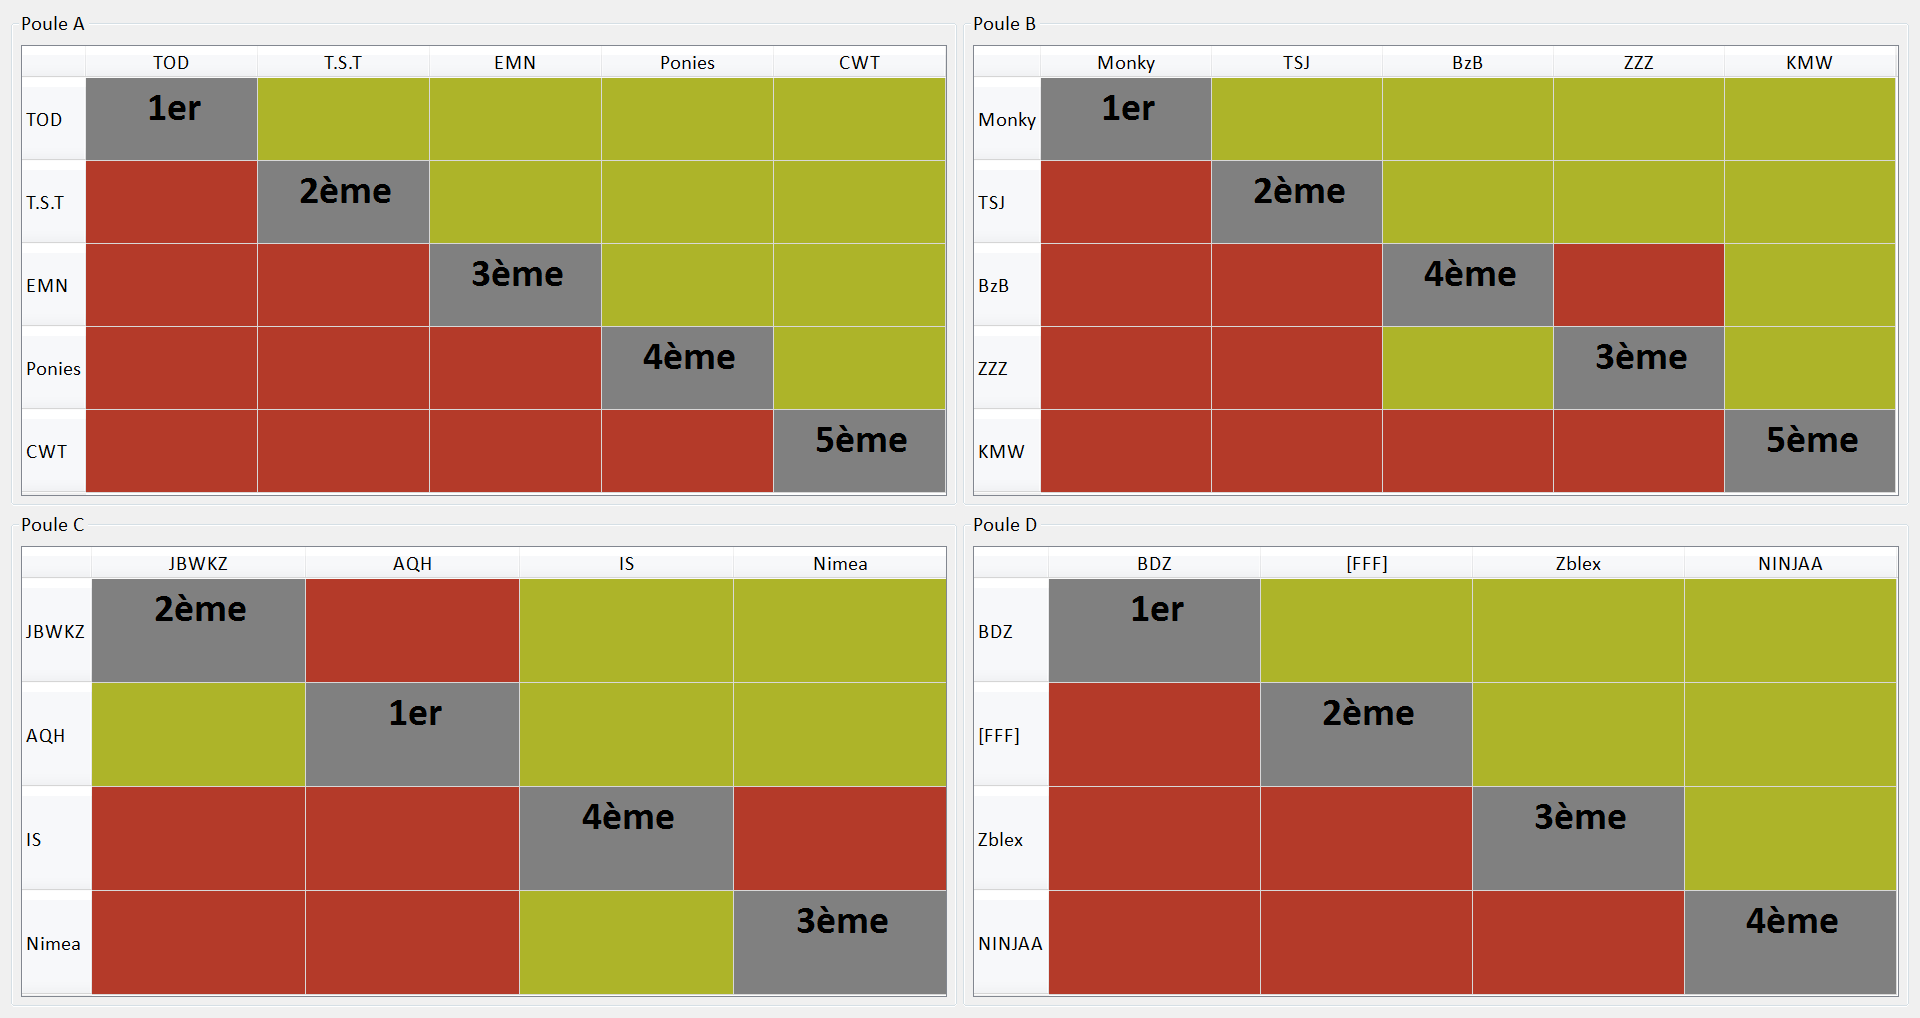 Poule A
TOD T.S.T EMN Ponies CWT
TOD 1er
T.S.T 2ème
EMN 3ème
Ponies 4ème
CWT 5ème
Poule B
Monky TSJ BzB ZZZ KMW
Monky 1er
TSJ 2ème
BzB 4ème
ZZZ 3ème
KMW 5ème
Poule C
JBWKZ AQH IS Nimea
JBWKZ 2ème
AQH 1er
IS 4ème
Nimea 3ème
Poule D
BDZ [FFF] Zblex NINJAA
BDZ 1er
[FFF] 2ème
Zblex 3ème
NINJAA 4ème